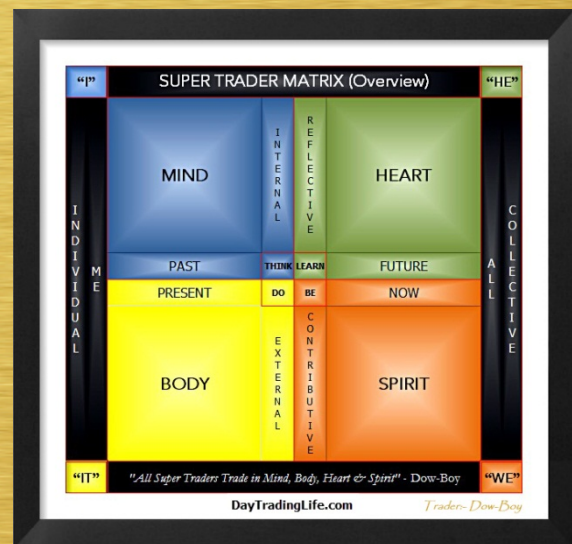 "I" SUPER TRADER MATRIX (Overview) "HE"
INDIVIDUAL
ME
MIND
INTERNAL
REFLECTIVE
HEART
ALL
COLLECTIVE
PAST THINK LEARN FUTURE
PRESENT DO BE NOW
BODY
EXTERNAL
CONTRIBUTIVE
SPIRIT
"IT" "All Super Traders Trade in Mind, Body, Heart & Spirit" - Dow-Boy "WE"
DayTradingLife.com Trader:- Dow-Boy